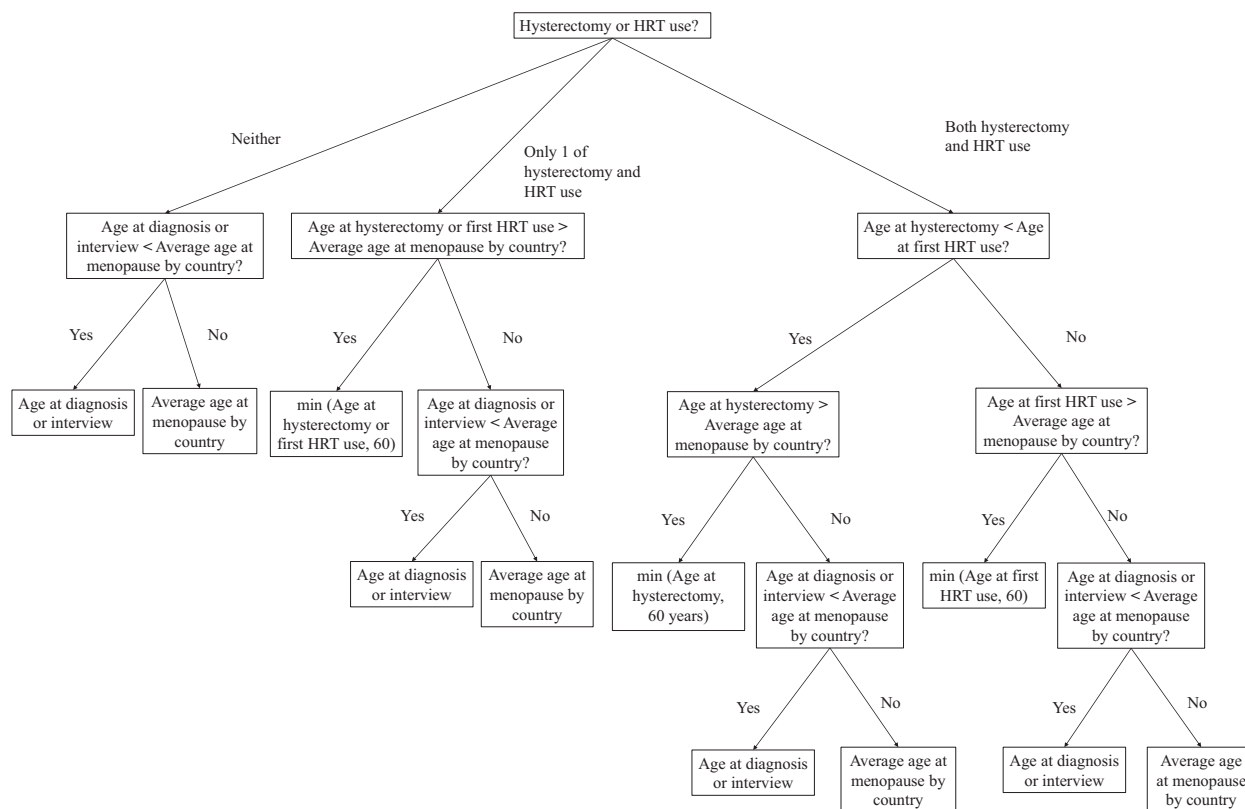 Hysterectomy or HRT use?
Neither
Only 1 of
hysterectomy and
HRT use
Both hysterectomy
and HRT use
Age at diagnosis or
interview < Average age at
menopause by country?
Age at hysterectomy or first HRT use >
Average age at menopause by country?
Age at hysterectomy < Age
at first HRT use?
Yes
No
Yes
No
Yes
No
Age at diagnosis
or interview
Average age at
menopause by
country
min (Age at
hysterectomy or
first HRT use, 60)
Age at diagnosis or
interview < Average
age at menopause
by country?
Age at hysterectomy >
Average age at
menopause by country?
Age at first HRT use >
Average age at
menopause by country?
Yes
No
Yes
No
Yes
No
Age at diagnosis
or interview
Average age at
menopause by
country
min (Age at
hysterectomy,
60 years)
Age at diagnosis or
interview < Average
age at menopause
by country?
min (Age at first
HRT use, 60)
Age at diagnosis or
interview < Average
age at menopause
by country?
Yes
No
Yes
No
Age at diagnosis
or interview
Average age at
menopause by
country
Age at diagnosis
or interview
Average age
at menopause
by country